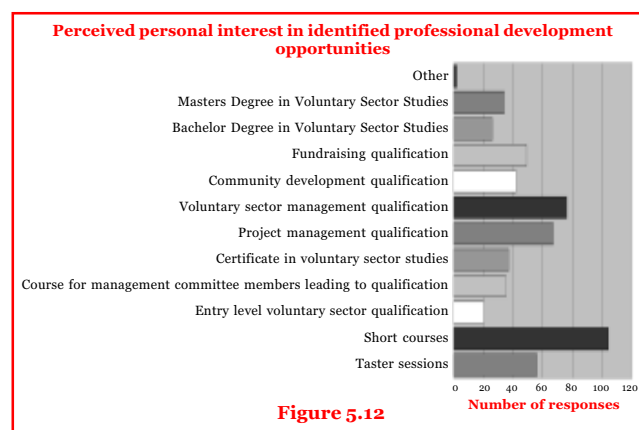 Perceived personal interest in identified professional development
opportunities
Other
Masters Degree in Voluntary Sector Studies
Bachelor Degree in Voluntary Sector Studies
Fundraising qualification
Community development qualification
Voluntary sector management qualification
Project management qualification
Certificate in voluntary sector studies
Course for management committee members leading to qualification
Entry level voluntary sector qualification
Short courses
Taster sessions
0 20 40 60 80 100 120
Number of responses
Figure 5.12